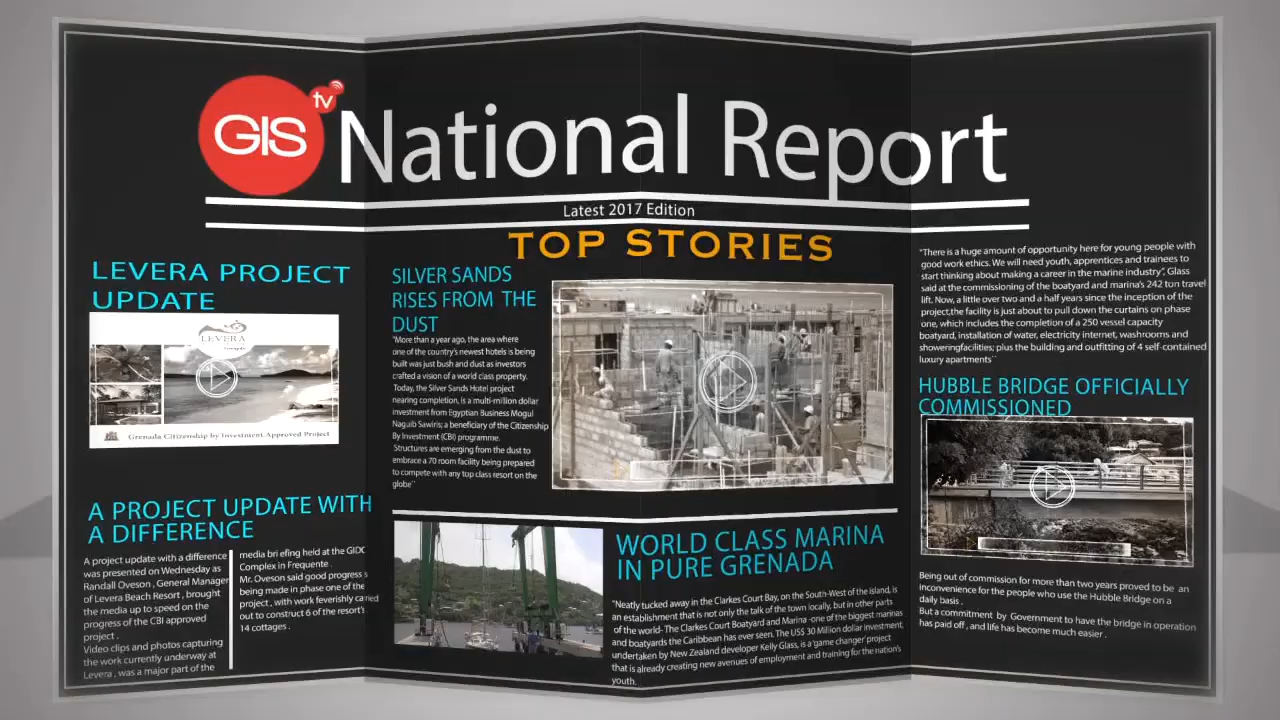 GIS tv
National Report
Latest 2017 Edition
TOP STORIES
LEVERA PROJECT
UPDATE
LEVERA
Grenada Citizenship by Investment Approved Project
A PROJECT UPDATE WITH
A DIFFERENCE
A project update with a difference
was presented on Wednesday as
Randall Oveson , General Manager
of Levera Beach Resort , brought
the media up to speed on the
progress of the CBI approved
project .
Video clips and photos capturing
the work currently underway at
Levera , was a major part of the
media bri efing held at the GIDC
Complex in Frequente .
Mr. Oveson said good progress s
being made in phase one of the
project , with work feverishly carried
out to construct 6 of the resort's
14 cottages .
SILVER SANDS
RISES FROM THE
DUST
"More than a year ago, the area where
one of the country's newest hotels is being
built was just bush and dust as investors
crafted a vision of a world class property.
Today, the Silver Sands Hotel project
nearing completion, is a multi-million dollar
investment from Egyptian Business Mogul
Naguib Sawiris; a beneficiary of the Citizenship
By Investment (CBI) programme.
Structures are emerging from the dust to
embrace a 70 room facility being prepared
to compete with any top class resort on the
globe``
WORLD CLASS MARINA
IN PURE GRENADA
"Neatly tucked away in the Clarkes Court Bay, on the South-West of the island, is
an establishment that is not only the talk of the town locally, but in other parts
of the world- The Clarkes Court Boatyard and Marina -one of the biggest marinas
and boatyards the Caribbean has ever seen. The US$ 30 Million dollar investment,
undertaken by New Zealand developer Kelly Glass, is a 'game changer' project
that is already creating new avenues of employment and training for the nation's
youth.
"There is a huge amount of opportunity here for young people with
good work ethics. We will need youth, apprentices and trainees to
start thinking about making a career in the marine industry", Glass
said at the commissioning of the boatyard and marina's 242 ton travel
lift. Now, a little over two and a half years since the inception of the
project,the facility is just about to pull down the curtains on phase
one, which includes the completion of a 250 vessel capacity
boatyard, installation of water, electricity internet, washrooms and
showeringfacilities; plus the building and outfitting of 4 self-contained
luxury apartments``
HUBBLE BRIDGE OFFICIALLY
COMMISSIONED
Being out of commission for more than two years proved to be an
inconvenience for the people who use the Hubble Bridge on a
daily basis .
But a commitment by Government to have the bridge in operation
has paid off , and life has become much easier .